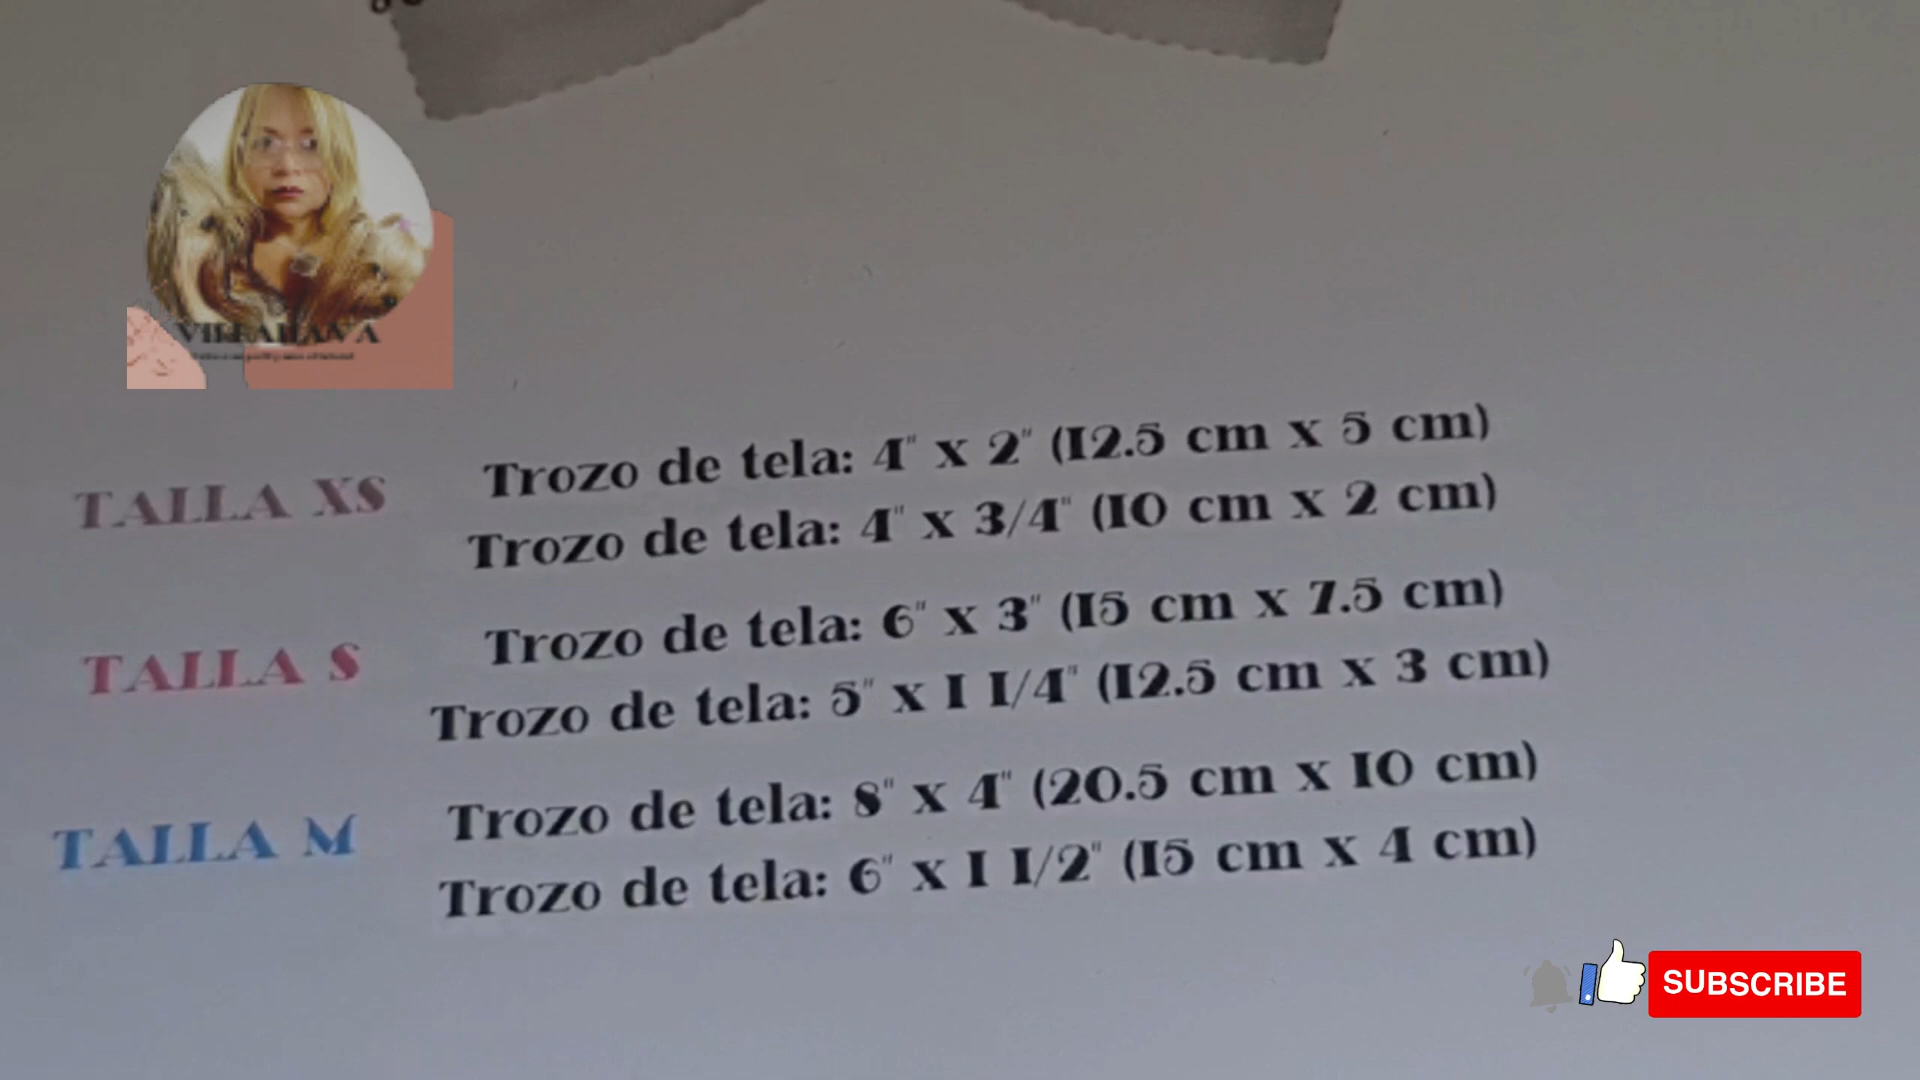 VILLAHAVA
TALLA XS
Trozo de tela: 4" x 2" (12.5 cm x 5 cm)
Trozo de tela: 4" x 3/4" (10 cm x 2 cm)
TALLA S
Trozo de tela: 6" x 3" (15 cm x 7.5 cm)
Trozo de tela: 5" x 1 1/4" (12.5 cm x 3 cm)
TALLA M
Trozo de tela: 8" x 4" (20.5 cm x 10 cm)
Trozo de tela: 6" x 1 1/2" (15 cm x 4 cm)
SUBSCRIBE